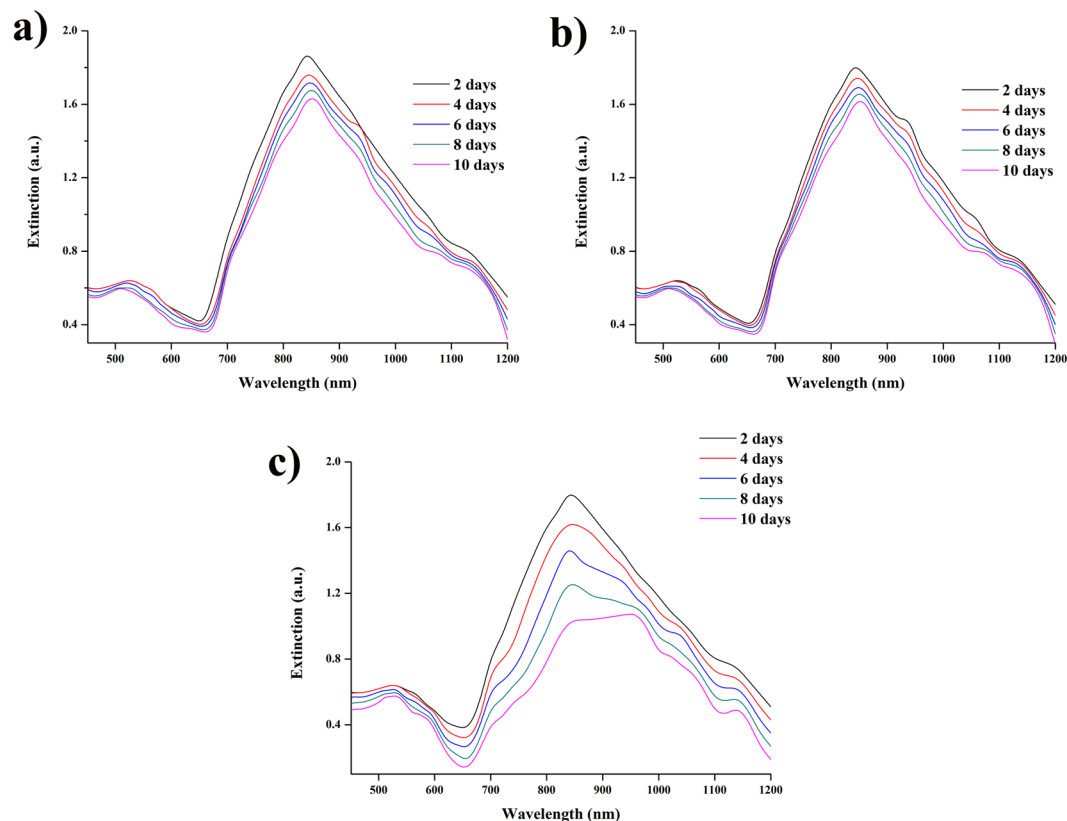 a)
2.0
1.6
1.2
0.8
0.4
Extinction (a.u.)
2 days
4 days
6 days
8 days
10 days
500 600 700 800 900 1000 1100 1200
Wavelength (nm)
b)
2.0
1.6
1.2
0.8
0.4
Extinction (a.u.)
2 days
4 days
6 days
8 days
10 days
500 600 700 800 900 1000 1100 1200
Wavelength (nm)
c)
2.0
1.6
1.2
0.8
0.4
Extinction (a.u.)
2 days
4 days
6 days
8 days
10 days
500 600 700 800 900 1000 1100 1200
Wavelength (nm)